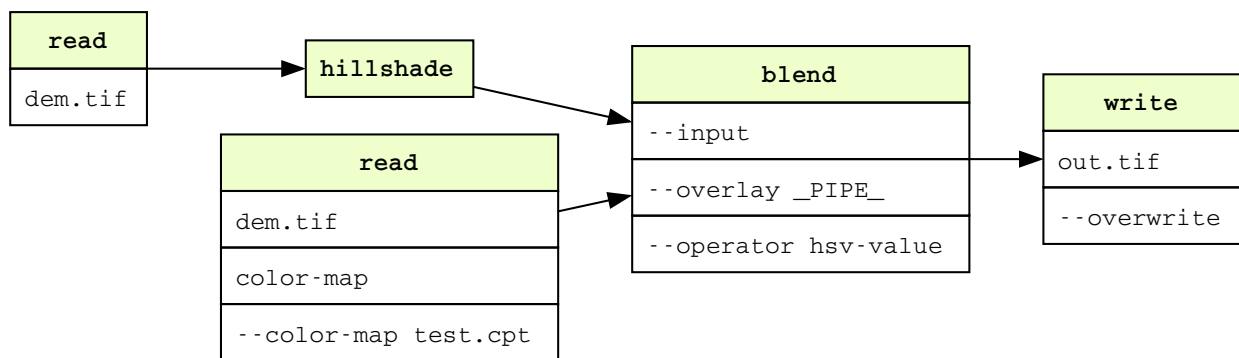 read
dem.tif
hillshade
read
dem.tif
color-map
--color-map test.cpt
blend
--input
--overlay _PIPE_
--operator hsv-value
write
out.tif
--overwrite